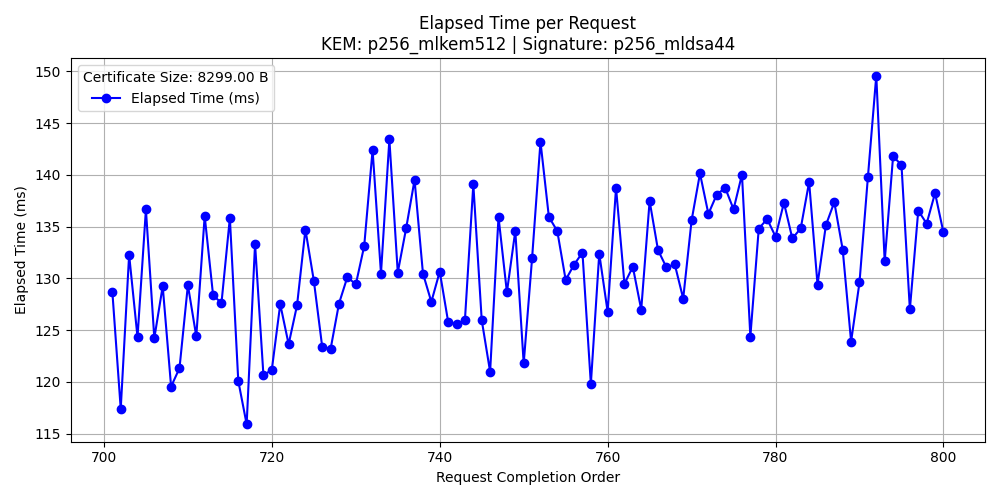 Elapsed Time per Request
KEM: p256_mlkem512 | Signature: p256_mldsa44
Certificate Size: 8299.00 B
Elapsed Time (ms)
Elapsed Time (ms)
150
145
140
135
130
125
120
115
700 720 740 760 780 800
Request Completion Order